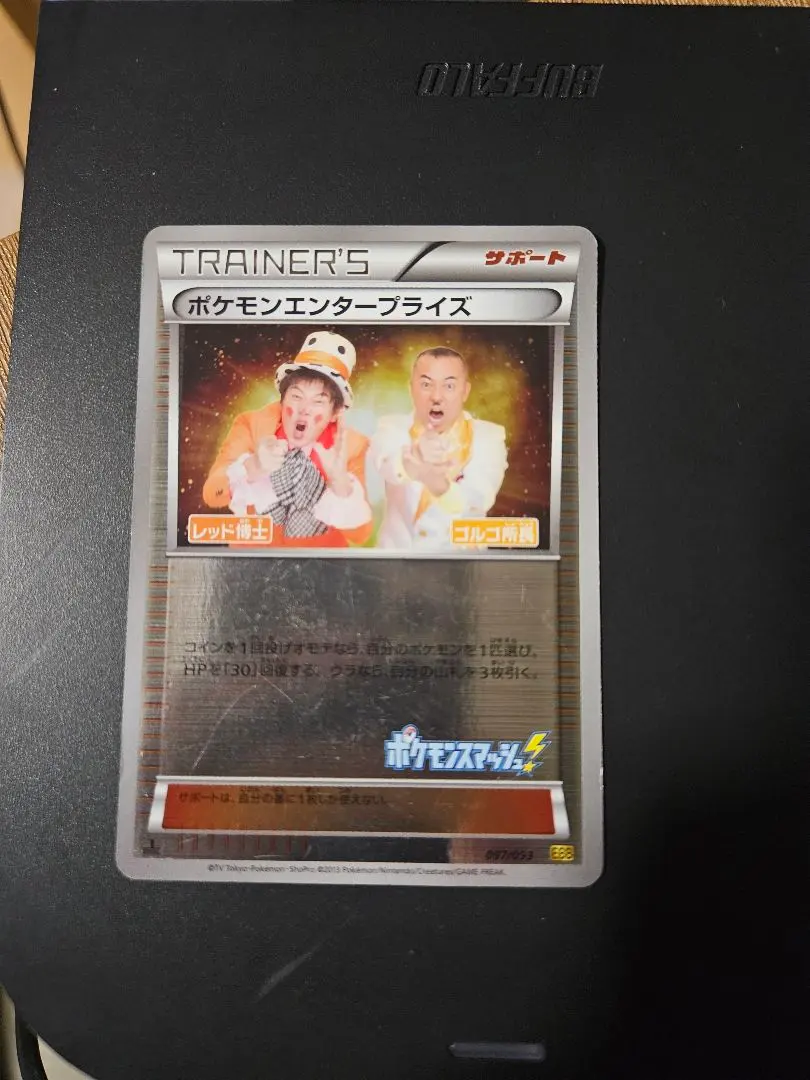 BUFFALO
TRAINER'S サポート
ポケモンエンタープライズ
レッド博士 ゴルゴ所長
コインを1回投げオモテなら、自分のポケモンを1匹選び、
HPを「30」回復する。ウラなら、自分の山札を3枚引く。
ポケモンスマッシュ!
サポートは、自分の番に1枚しか使えない。
097/093 EBB
©TV Tokyo・Pokémon・ShoPro ©2013 Pokémon/Nintendo/Creatures/GAME FREAK.